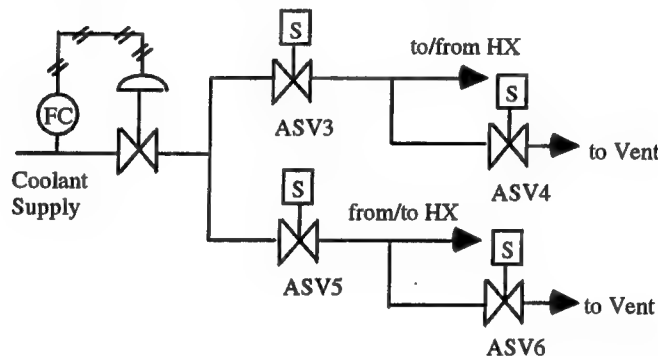 S
to/from HX
S
FC
ASV3
to Vent
Coolant
Supply
S
from/to HX
ASV4
S
ASV5
to Vent
ASV6